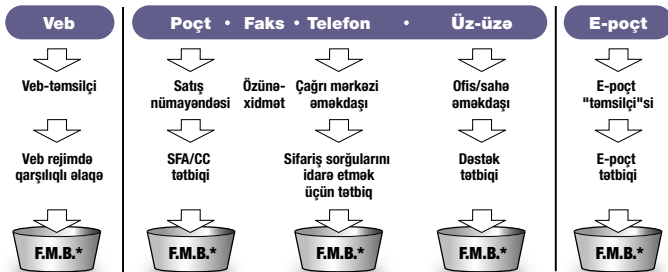 Veb
Poçt • Faks • Telefon • Üz-üzə
E-poçt
Veb-təmsilçi
Satış
nümayəndəsi
Özünə-
xidmət
Çağrı mərkəzi
əməkdaşı
Ofis/sahə
əməkdaşı
E-poçt
"təmsilçi"si
Veb rejimdə
qarşılıqlı əlaqə
SFA/CC
tətbiqi
Sifariş sorğularını
idarə etmək
üçün tətbiq
Dəstək
tətbiqi
E-poçt
tətbiqi
F.M.B.*
F.M.B.*
F.M.B.*
F.M.B.*
F.M.B.*